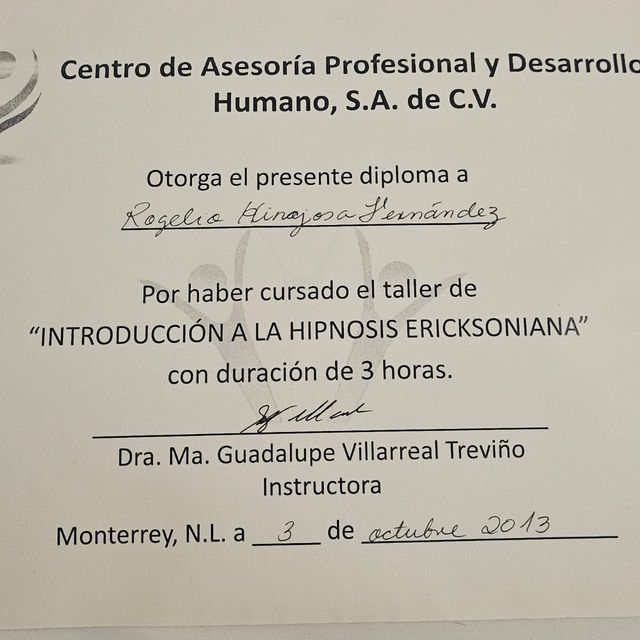 Centro de Asesoría Profesional y Desarrollo
Humano, S.A. de C.V.
Otorga el presente diploma a
Rogelio Hinojosa Hernández
Por haber cursado el taller de
“INTRODUCCIÓN A LA HIPNOSIS ERICKSONIANA”
con duración de 3 horas.
Dra. Ma. Guadalupe Villarreal Treviño
Instructora
Monterrey, N.L. a 3 de octubre 2013